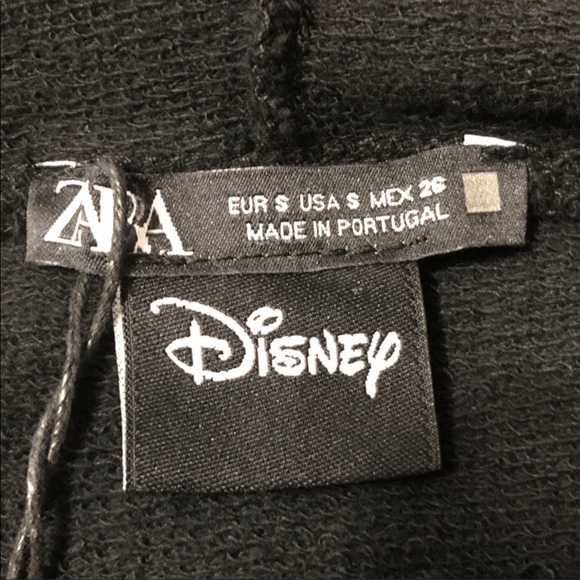 ZARA
EUR S USA S MEX 26
MADE IN PORTUGAL
Disney